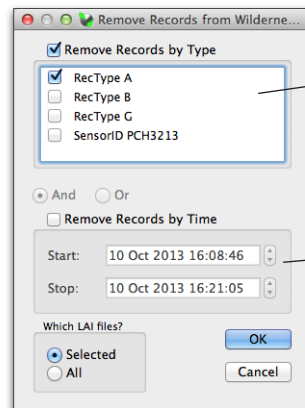 Remove Records from Wilderne...
Remove Records by Type
RecType A
RecType B
RecType G
SensorID PCH3213
And Or
Remove Records by Time
Start: 10 Oct 2013 16:08:46
Stop: 10 Oct 2013 16:21:05
Which LAI files?
Selected
All
OK
Cancel